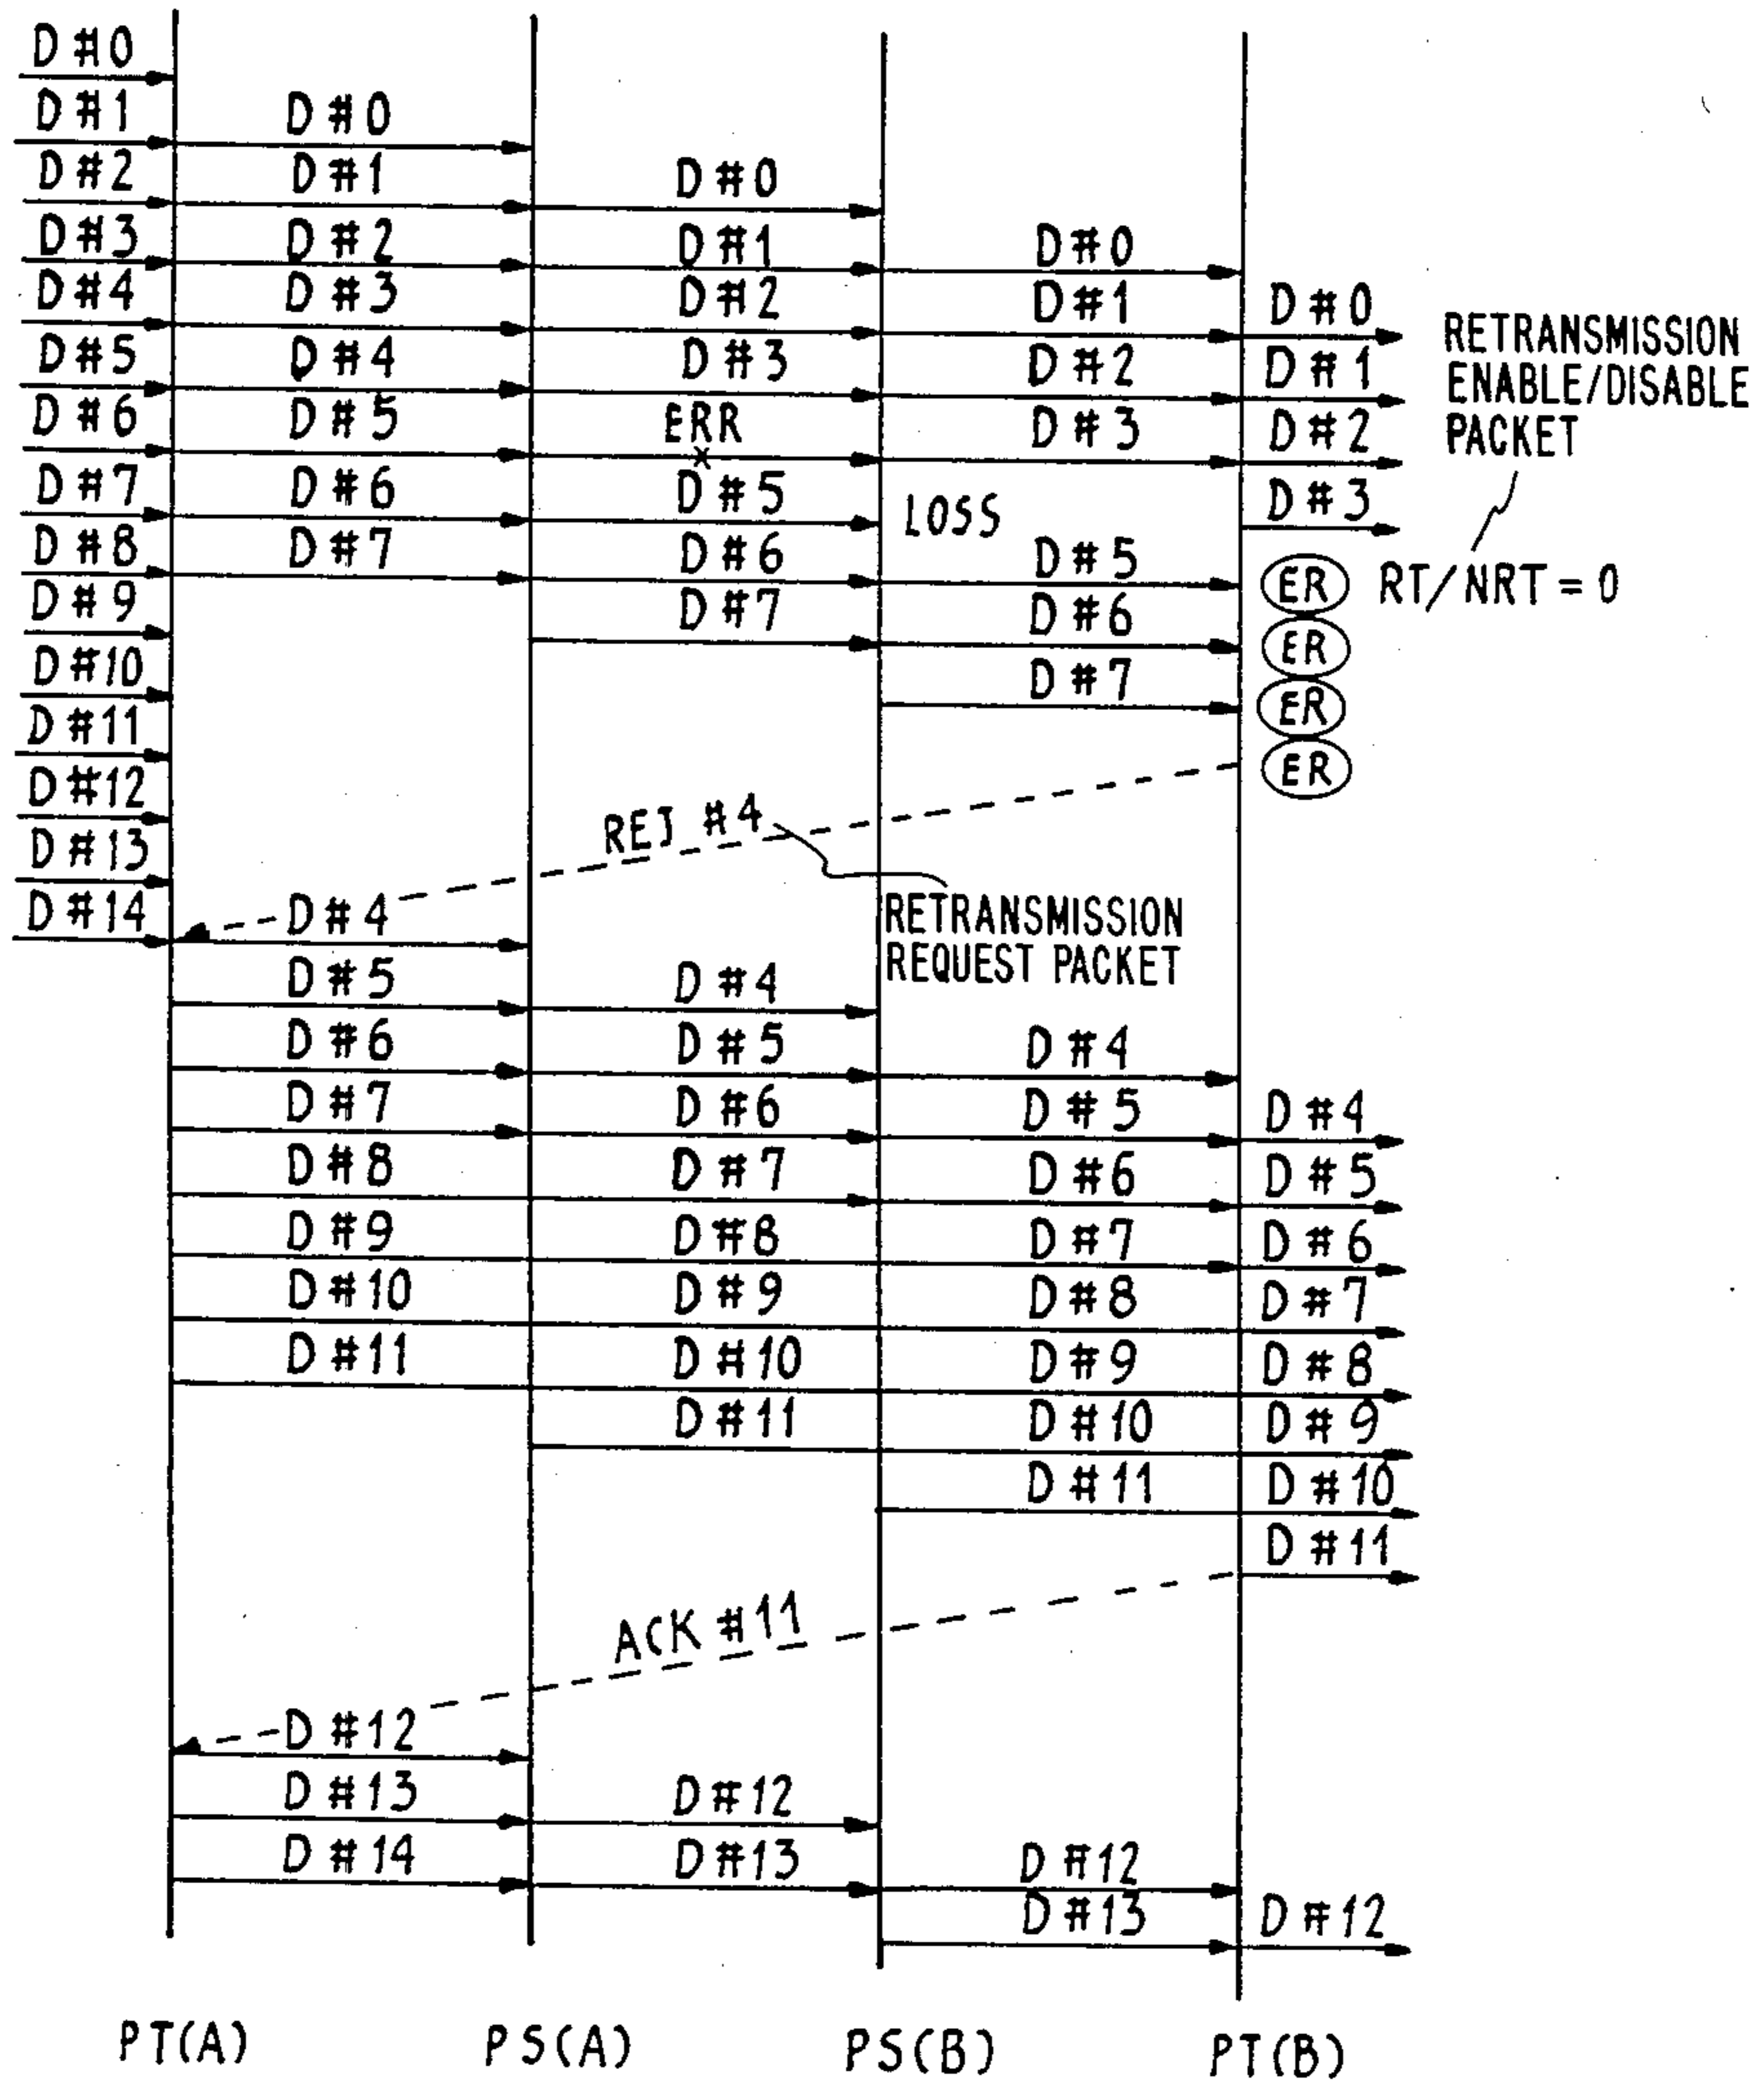 D #0
D #1 D #0
D #2 D #1 D #0
D #3 D #2 D #1 D #0
D #4 D #3 D #2 D #1 D #0
D #5 D #4 D #3 D #2 D #1
D #6 D #5 ERR D #3 D #2
D #7 D #6 D #5 LOSS D #3
D #8 D #7 D #6 D #5 ER RT/NRT = 0
D #9 D #7 D #6 ER
D #10 D #7 ER
D #11 ER
D #12
D #13
D #14 D #4
RETRANSMISSION
ENABLE/DISABLE
PACKET
REJ #4
RETRANSMISSION
REQUEST PACKET
D #5 D #4
D #6 D #5 D #4
D #7 D #6 D #5 D #4
D #8 D #7 D #6 D #5
D #9 D #8 D #7 D #6
D #10 D #9 D #8 D #7
D #11 D #10 D #9 D #8
D #11 D #10 D #9
D #11 D #10
D #11
ACK #11
D #12
D #13 D #12
D #14 D #13 D #12
D #13 D #12
PT(A) PS(A) PS(B) PT(B)